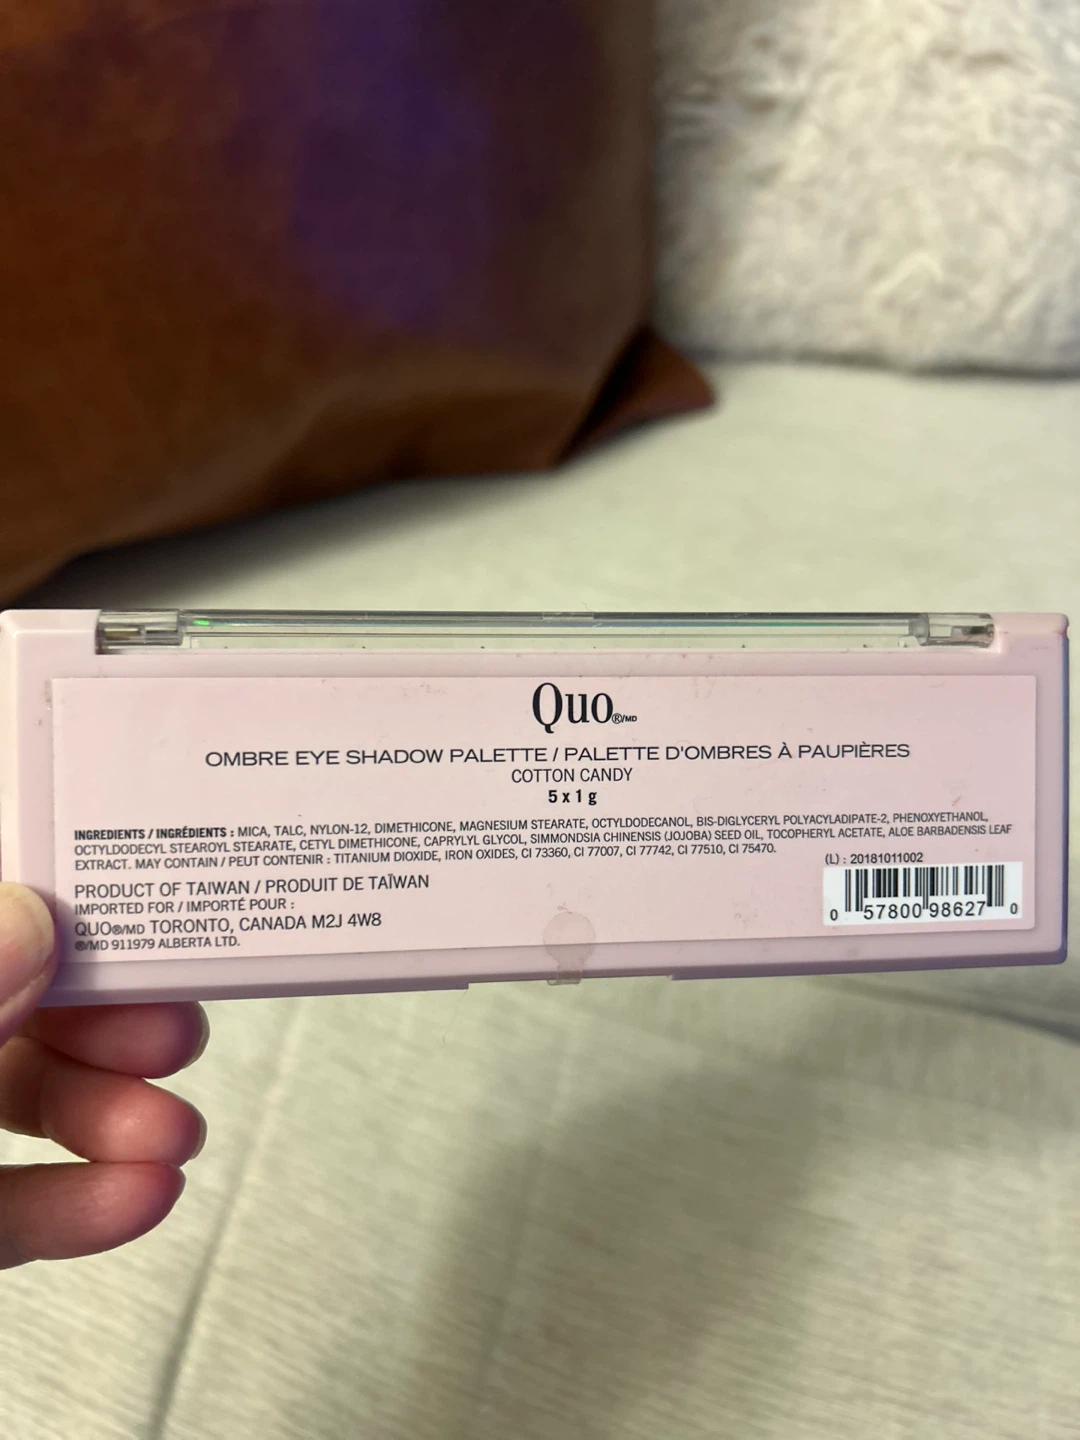 Quo®/MD
OMBRE EYE SHADOW PALETTE / PALETTE D'OMBRES À PAUPIÈRES
COTTON CANDY
5 x 1 g
INGREDIENTS / INGRÉDIENTS : MICA, TALC, NYLON-12, DIMETHICONE, MAGNESIUM STEARATE, OCTYLDODECANOL, BIS-DIGLYCERYL POLYACYLADIPATE-2, PHENOXYETHANOL,
OCTYLDODECYL STEAROYL STEARATE, CETYL DIMETHICONE, CAPRYLYL GLYCOL, SIMMONDSIA CHINENSIS (JOJOBA) SEED OIL, TOCOPHERYL ACETATE, ALOE BARBADENSIS LEAF
EXTRACT. MAY CONTAIN / PEUT CONTENIR : TITANIUM DIOXIDE, IRON OXIDES, CI 73360, CI 77007, CI 77742, CI 77510, CI 75470.
(L) : 20181011002
PRODUCT OF TAIWAN / PRODUIT DE TAÏWAN
IMPORTED FOR / IMPORTÉ POUR :
QUO®/MD TORONTO, CANADA M2J 4W8
®/MD 911979 ALBERTA LTD.
0 57800 98627 0